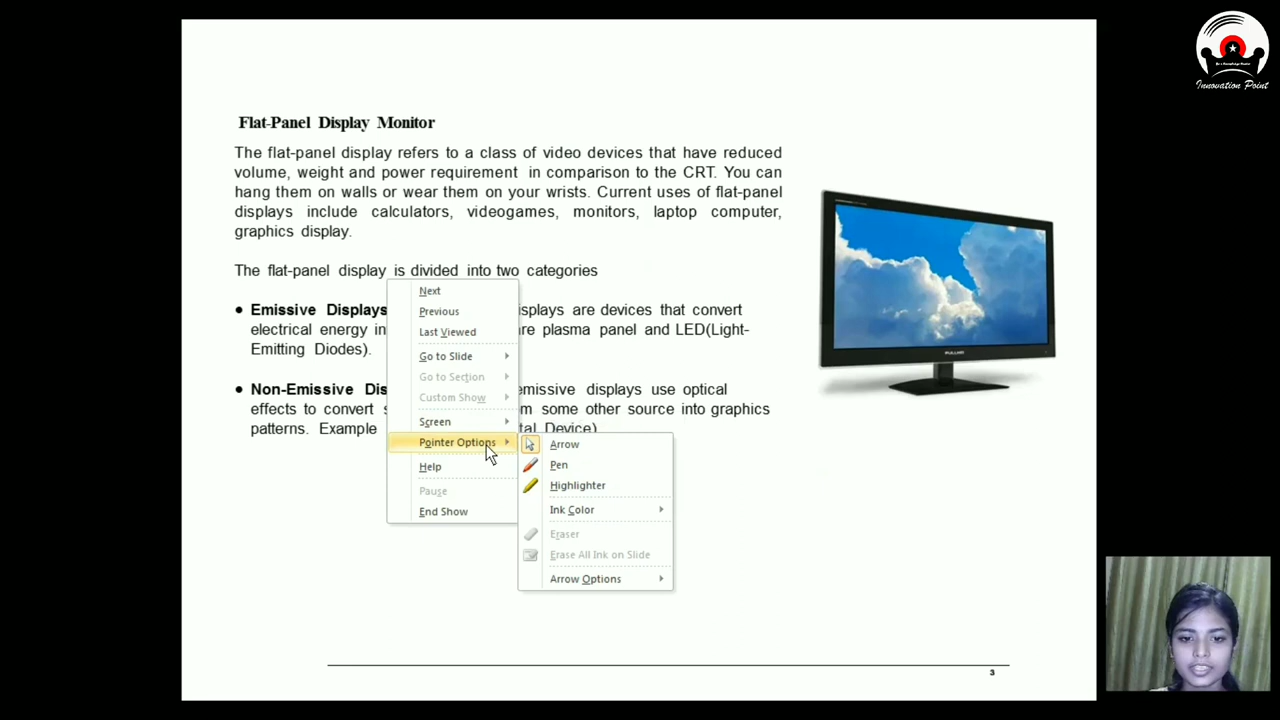 Innovation Point
Flat-Panel Display Monitor
The flat-panel display refers to a class of video devices that have reduced
volume, weight and power requirement in comparison to the CRT. You can
hang them on walls or wear them on your wrists. Current uses of flat-panel
displays include calculators, videogames, monitors, laptop computer,
graphics display.
The flat-panel display is divided into two categories
• Emissive Displays
displays are devices that convert
electrical energy in
are plasma panel and LED(Light-
Emitting Diodes).
• Non-Emissive
emissive displays use optical
effects to convert
some other source into graphics
patterns. Example
Device)
Next
Previous
Last Viewed
Go to Slide
Go to Section
Custom Show
Screen
Pointer Options
Help
Pause
End Show
Arrow
Pen
Highlighter
Ink Color
Eraser
Erase All Ink on Slide
Arrow Options
3